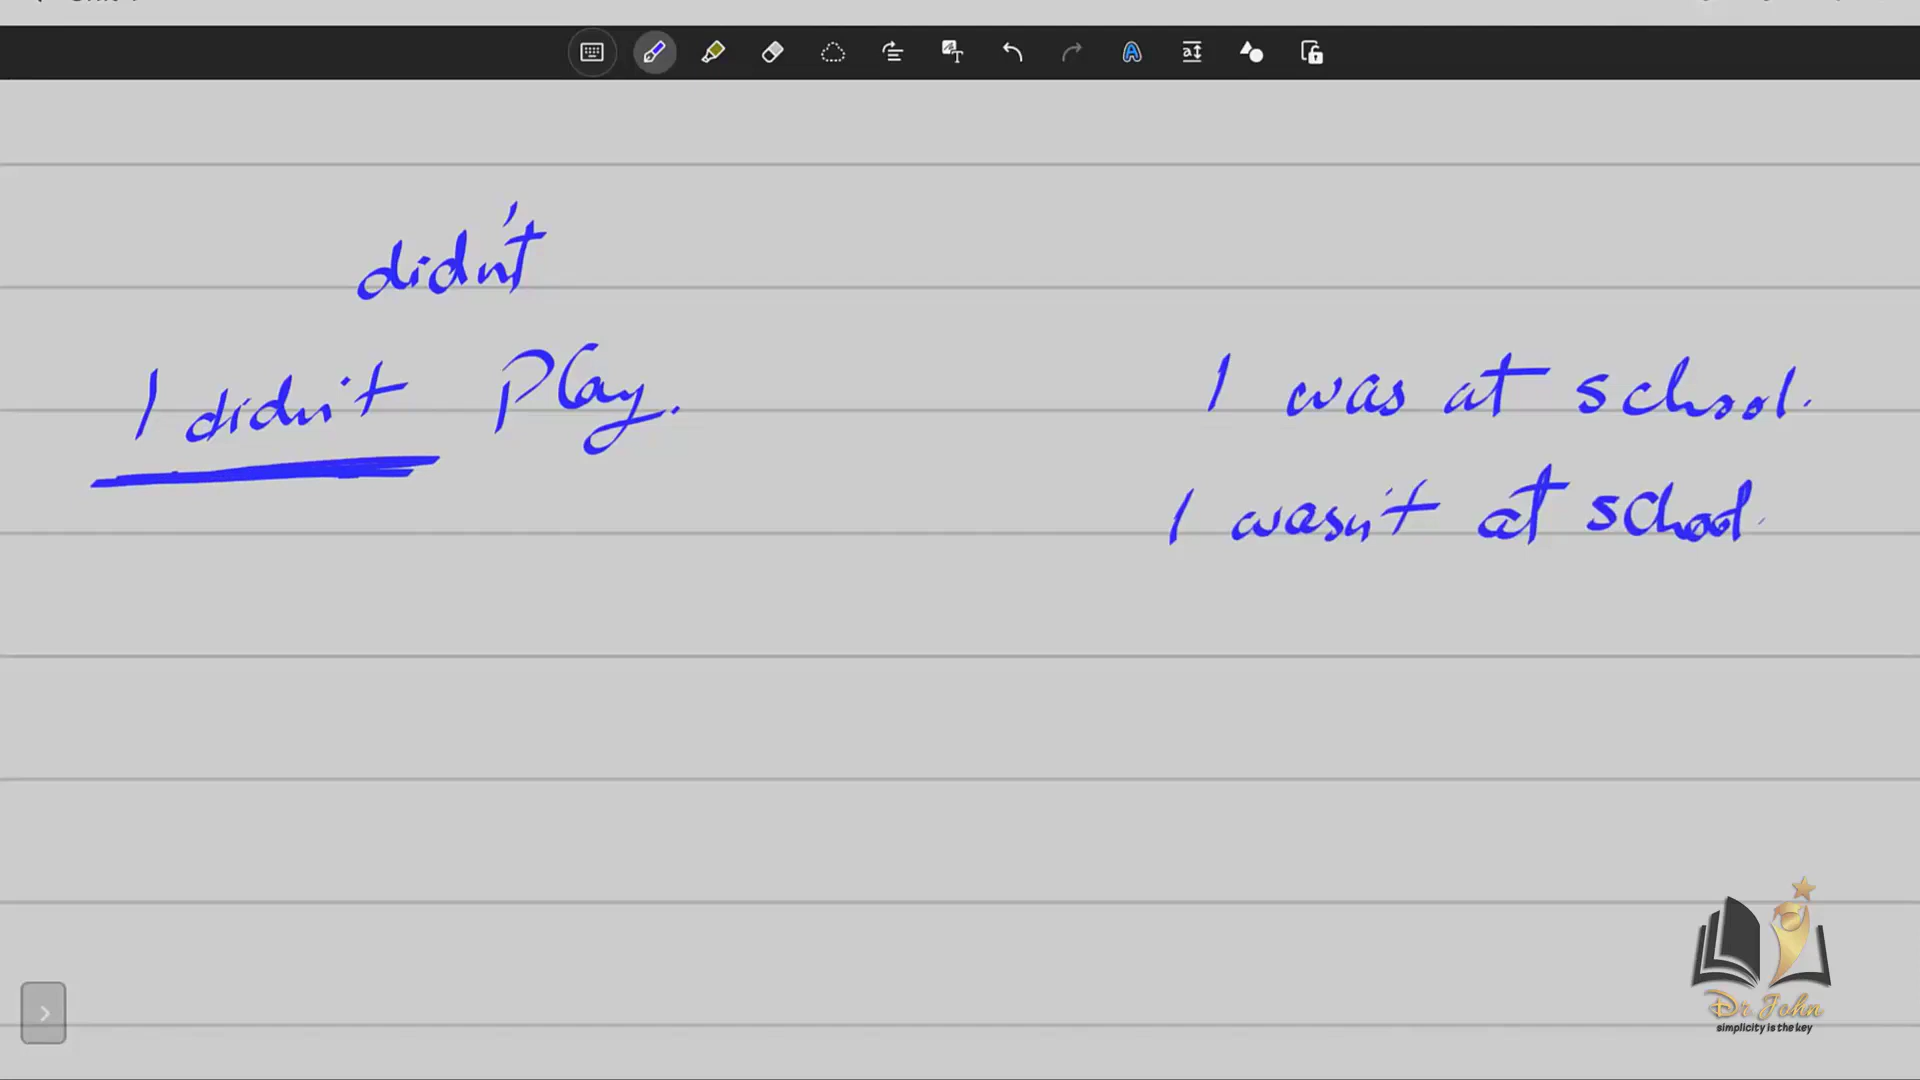 didn't
I didn't Play.
I was at school.
I wasn't at school.
Dr. John
simplicity is the key